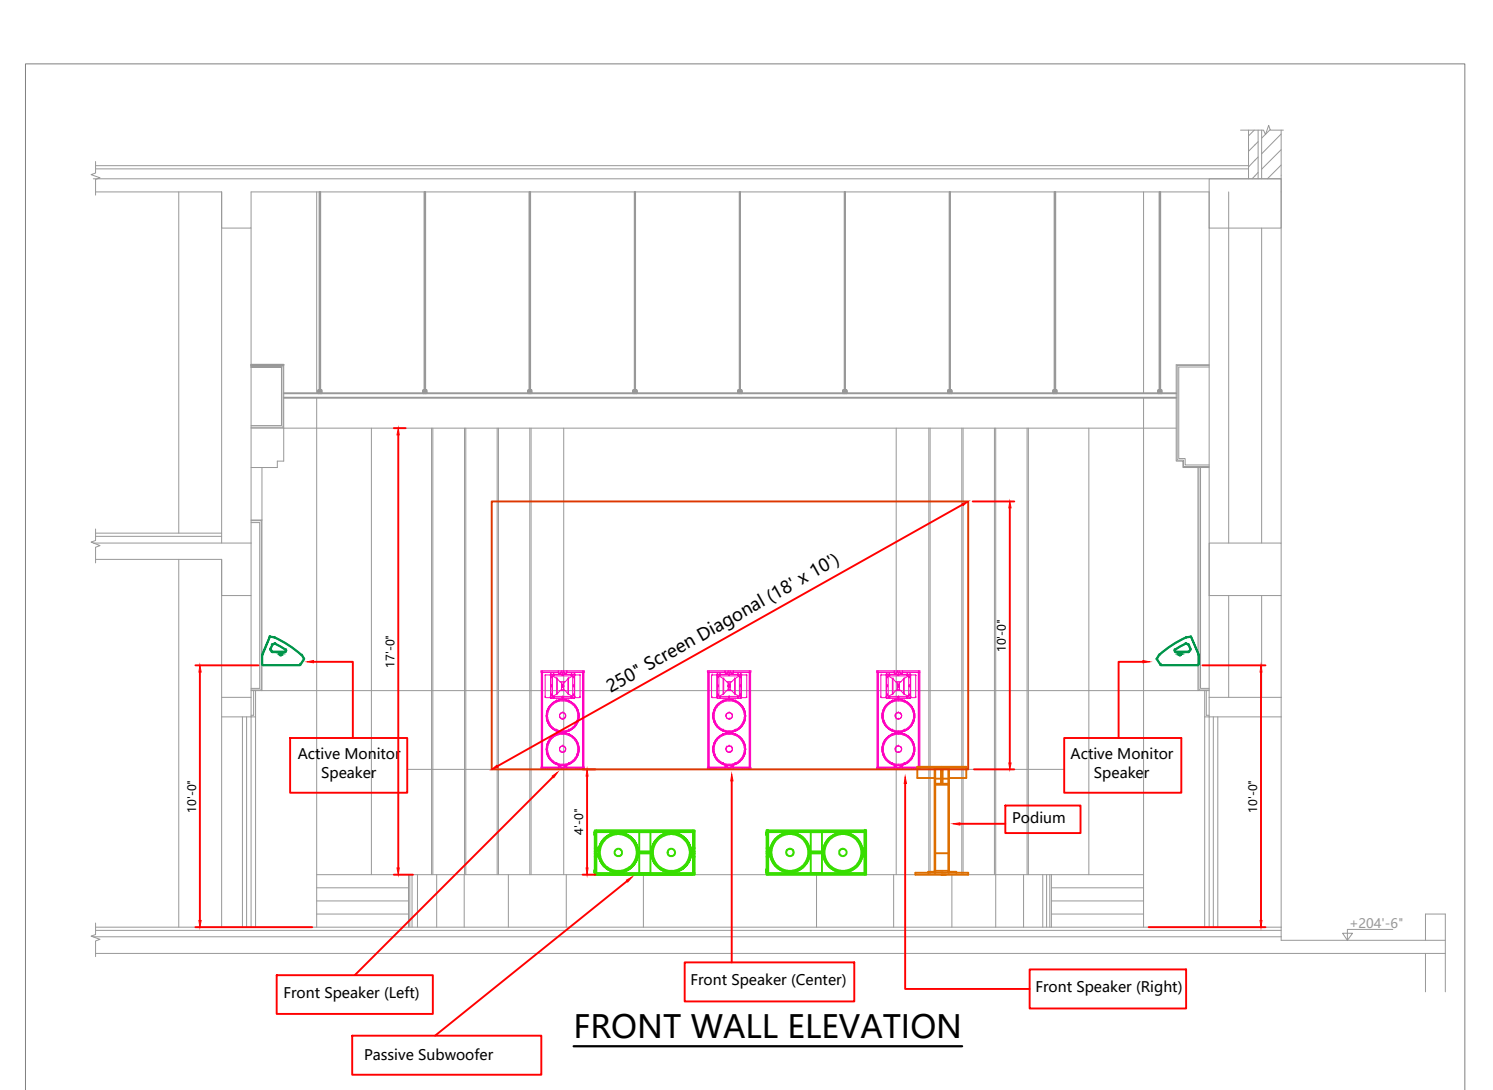 250" Screen Diagonal (18' x 10')
17'-0"
10'-0"
Active Monitor
Speaker
Active Monitor
Speaker
10'-0"
10'-0"
4'-0"
Podium
+204'-6"
Front Speaker (Left)
Front Speaker (Center)
Front Speaker (Right)
FRONT WALL ELEVATION
Passive Subwoofer